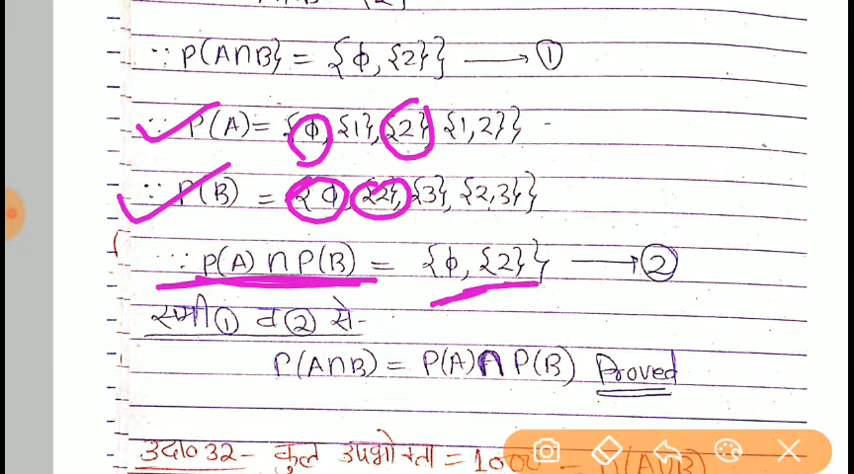 ∵ P(A∩B} = {ϕ, {2}} ⟶ ①
∵ P(A) = {ϕ, {1}, {2} {1,2}} -
∵ P(B) = {ϕ, {2}, {3}, {2,3}}
∵ P(A) ∩ P(B) = {ϕ, {2}} ⟶ ②
समी① व ② से-
P(A∩B) = P(A) ∩ P(B) Proved
उदा० 32- कुल उपभोक्ता = 1000